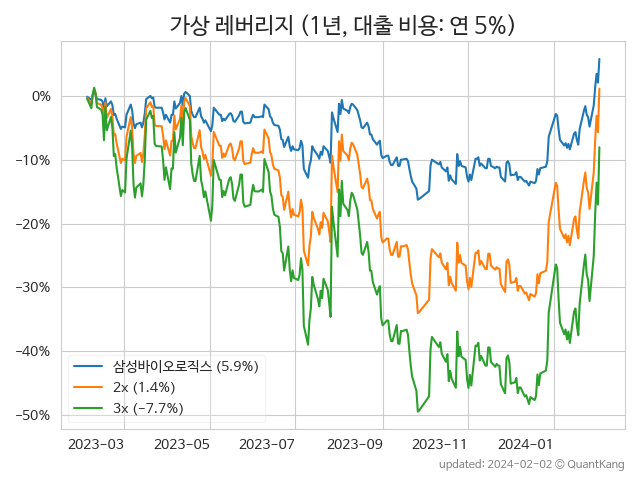 가상 레버리지 (1년, 대출 비용: 연 5%)
0%
−10%
−20%
−30%
−40%
−50%
삼성바이오로직스 (5.9%)
2x (1.4%)
3x (−7.7%)
2023-03 2023-05 2023-07 2023-09 2023-11 2024-01
updated: 2024-02-02 © QuantKang